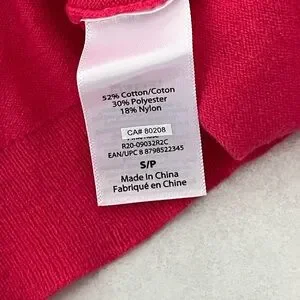 52% Cotton/Coton
30% Polyester
18% Nylon
CA# 80208
R20-09032R2C
EAN/UPC 8 8798522345
S/P
Made in China
Fabriqué en Chine